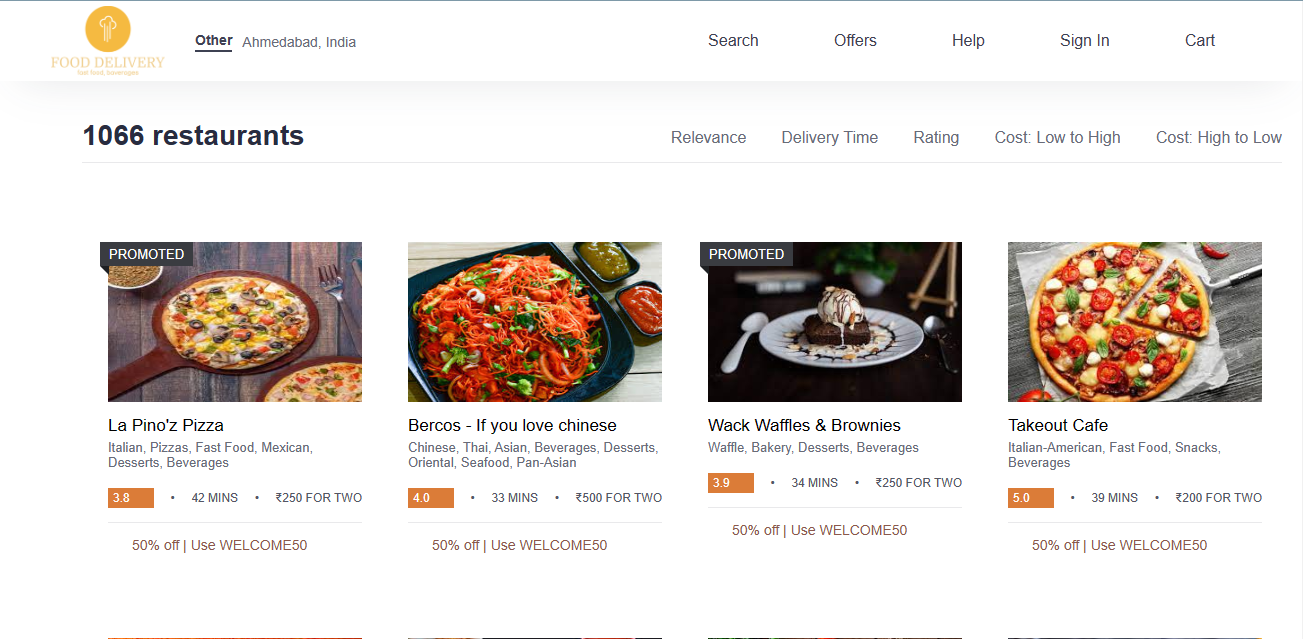 FOOD DELIVERY
fast food, beverages
Other Ahmedabad, India
Search Offers Help Sign In Cart
1066 restaurants
Relevance Delivery Time Rating Cost: Low to High Cost: High to Low
PROMOTED
La Pino'z Pizza
Italian, Pizzas, Fast Food, Mexican,
Desserts, Beverages
3.8 • 42 MINS • ₹250 FOR TWO
50% off | Use WELCOME50
Bercos - If you love chinese
Chinese, Thai, Asian, Beverages, Desserts,
Oriental, Seafood, Pan-Asian
4.0 • 33 MINS • ₹500 FOR TWO
50% off | Use WELCOME50
PROMOTED
Wack Waffles & Brownies
Waffle, Bakery, Desserts, Beverages
3.9 • 34 MINS • ₹250 FOR TWO
50% off | Use WELCOME50
Takeout Cafe
Italian-American, Fast Food, Snacks,
Beverages
5.0 • 39 MINS • ₹200 FOR TWO
50% off | Use WELCOME50